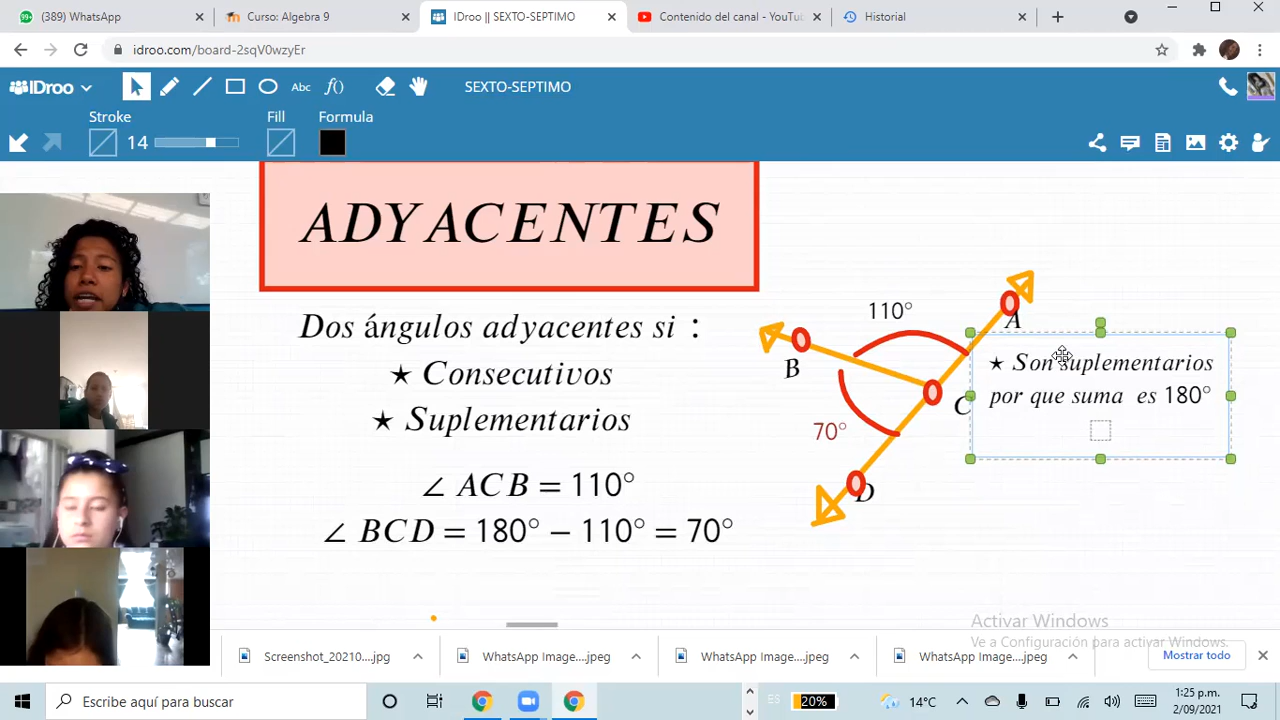 (389) WhatsApp
Curso: Algebra 9
IDroo || SEXTO-SEPTIMO
Contenido del canal - YouTu
Historial
idroo.com/board-2sqV0wzyEr
IDroo
Abc
f()
SEXTO-SEPTIMO
Stroke
Fill
Formula
14
ADYACENTES
Dos ángulos adyacentes si :
★ Consecutivos
★ Suplementarios
∠ ACB = 110°
∠ BCD = 180° − 110° = 70°
110°
A
B
C
70°
D
★ Son suplementarios
por que suma es 180°
Activar Windows
Ve a Configuración para activar Windows.
Screenshot_20210....jpg
WhatsApp Image....jpeg
WhatsApp Image....jpeg
WhatsApp Image....jpeg
Mostrar todo
Escribe aquí para buscar
ES
20%
14°C
1:25 p.m.
2/09/2021
2